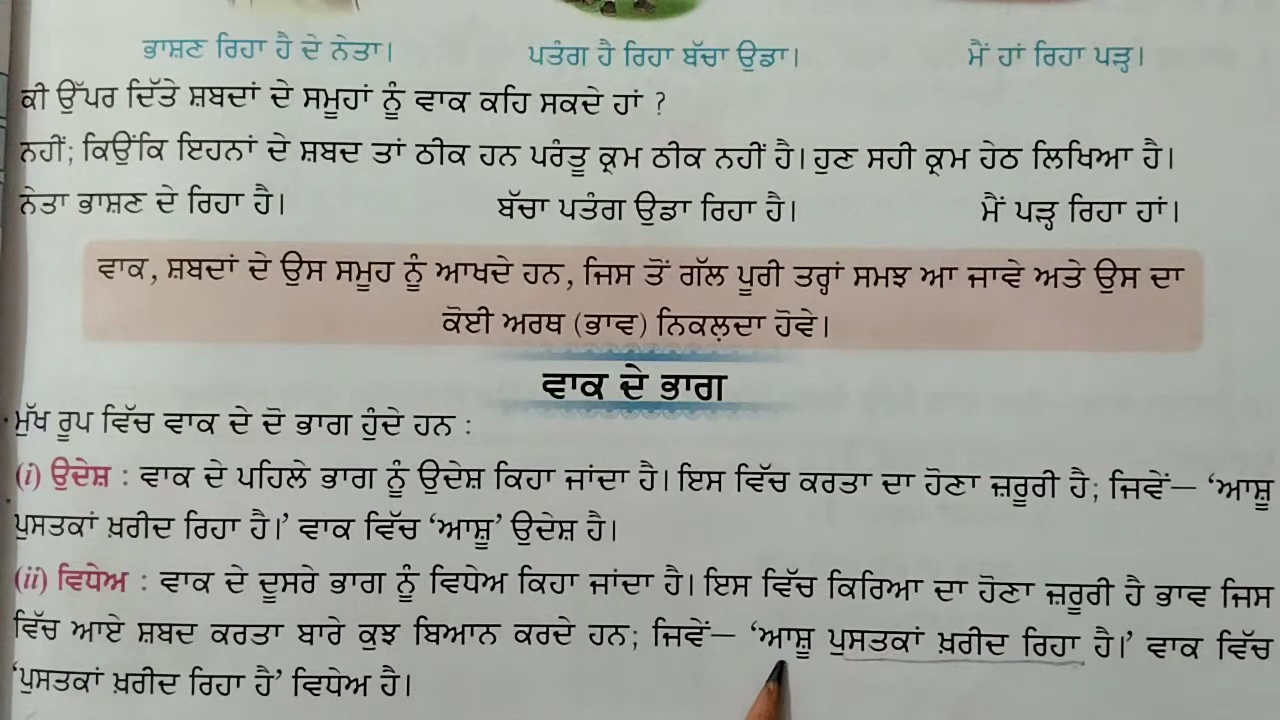 ਭਾਸ਼ਣ ਰਿਹਾ ਹੈ ਦੇ ਨੇਤਾ। ਪਤੰਗ ਹੈ ਰਿਹਾ ਬੱਚਾ ਉਡਾ। ਮੈਂ ਹਾਂ ਰਿਹਾ ਪੜ੍ਹ।
ਕੀ ਉੱਪਰ ਦਿੱਤੇ ਸ਼ਬਦਾਂ ਦੇ ਸਮੂਹਾਂ ਨੂੰ ਵਾਕ ਕਹਿ ਸਕਦੇ ਹਾਂ ?
ਨਹੀਂ; ਕਿਉਂਕਿ ਇਹਨਾਂ ਦੇ ਸ਼ਬਦ ਤਾਂ ਠੀਕ ਹਨ ਪਰੰਤੂ ਕ੍ਰਮ ਠੀਕ ਨਹੀਂ ਹੈ। ਹੁਣ ਸਹੀ ਕ੍ਰਮ ਹੇਠ ਲਿਖਿਆ ਹੈ।
ਨੇਤਾ ਭਾਸ਼ਣ ਦੇ ਰਿਹਾ ਹੈ। ਬੱਚਾ ਪਤੰਗ ਉਡਾ ਰਿਹਾ ਹੈ। ਮੈਂ ਪੜ੍ਹ ਰਿਹਾ ਹਾਂ।
ਵਾਕ, ਸ਼ਬਦਾਂ ਦੇ ਉਸ ਸਮੂਹ ਨੂੰ ਆਖਦੇ ਹਨ, ਜਿਸ ਤੋਂ ਗੱਲ ਪੂਰੀ ਤਰ੍ਹਾਂ ਸਮਝ ਆ ਜਾਵੇ ਅਤੇ ਉਸ ਦਾ
ਕੋਈ ਅਰਥ (ਭਾਵ) ਨਿਕਲ਼ਦਾ ਹੋਵੇ।
ਵਾਕ ਦੇ ਭਾਗ
ਮੁੱਖ ਰੂਪ ਵਿੱਚ ਵਾਕ ਦੇ ਦੋ ਭਾਗ ਹੁੰਦੇ ਹਨ :
(i) ਉਦੇਸ਼ : ਵਾਕ ਦੇ ਪਹਿਲੇ ਭਾਗ ਨੂੰ ਉਦੇਸ਼ ਕਿਹਾ ਜਾਂਦਾ ਹੈ। ਇਸ ਵਿੱਚ ਕਰਤਾ ਦਾ ਹੋਣਾ ਜ਼ਰੂਰੀ ਹੈ; ਜਿਵੇਂ— ‘ਆਸ਼ੂ
ਪੁਸਤਕਾਂ ਖ਼ਰੀਦ ਰਿਹਾ ਹੈ।’ ਵਾਕ ਵਿੱਚ ‘ਆਸ਼ੂ’ ਉਦੇਸ਼ ਹੈ।
(ii) ਵਿਧੇਅ : ਵਾਕ ਦੇ ਦੂਸਰੇ ਭਾਗ ਨੂੰ ਵਿਧੇਅ ਕਿਹਾ ਜਾਂਦਾ ਹੈ। ਇਸ ਵਿੱਚ ਕਿਰਿਆ ਦਾ ਹੋਣਾ ਜ਼ਰੂਰੀ ਹੈ ਭਾਵ ਜਿਸ
ਵਿੱਚ ਆਏ ਸ਼ਬਦ ਕਰਤਾ ਬਾਰੇ ਕੁਝ ਬਿਆਨ ਕਰਦੇ ਹਨ; ਜਿਵੇਂ— ‘ਆਸ਼ੂ ਪੁਸਤਕਾਂ ਖ਼ਰੀਦ ਰਿਹਾ ਹੈ।’ ਵਾਕ ਵਿੱਚ
‘ਪੁਸਤਕਾਂ ਖ਼ਰੀਦ ਰਿਹਾ ਹੈ’ ਵਿਧੇਅ ਹੈ।